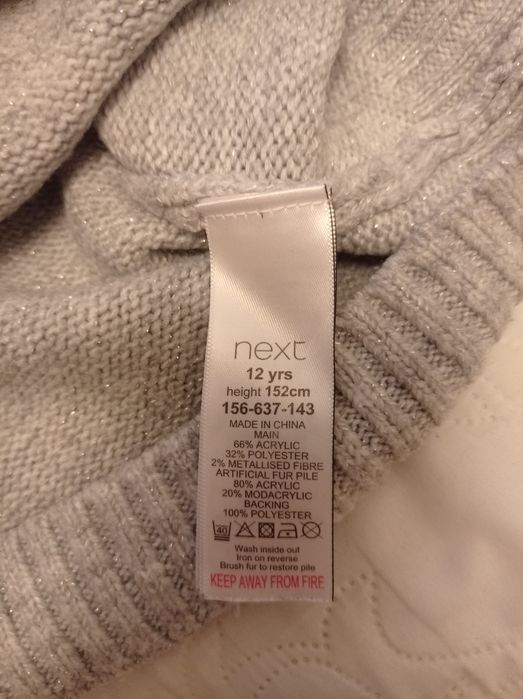 next
12 yrs
height 152cm
156-637-143
MADE IN CHINA
MAIN
66% ACRYLIC
32% POLYESTER
2% METALLISED FIBRE
ARTIFICIAL FUR PILE
80% ACRYLIC
20% MODACRYLIC
BACKING
100% POLYESTER
40
Wash inside out
Iron on reverse
Brush fur to restore pile
KEEP AWAY FROM FIRE